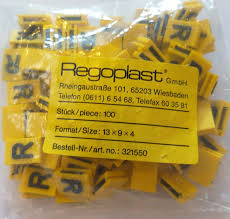 Regoplast® GmbH
Rheingaustraße 101, 65203 Wiesbaden
Telefon (0611) 6 54 68, Telefax 60 35 81
Stück/piece: 100
Format/Size: 13×9×4
Bestell-Nr./art. no.: 321550
R
R
R